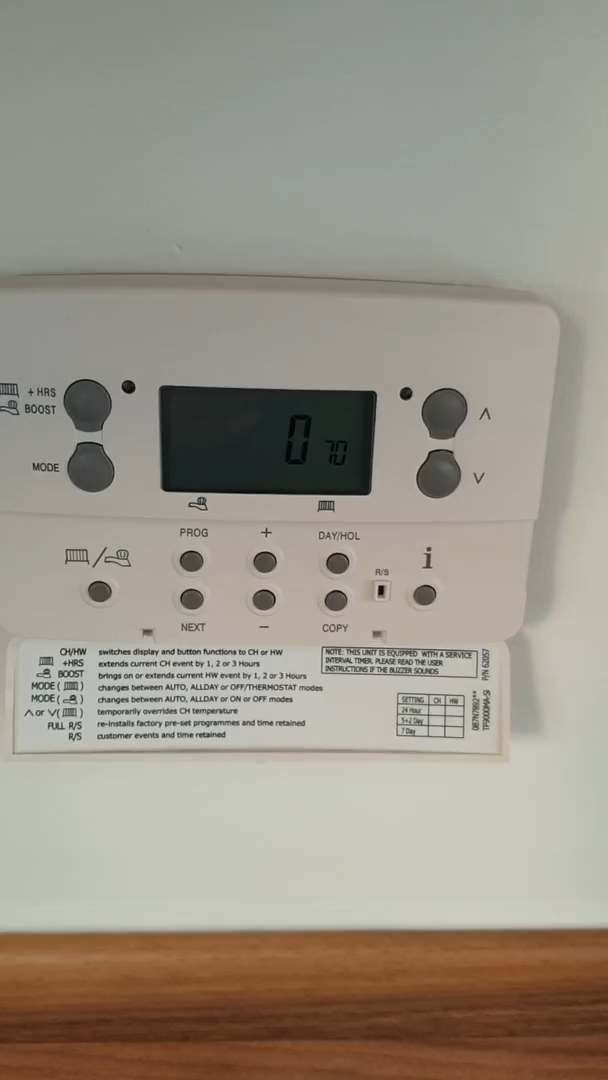 + HRS
BOOST
MODE
0 70
PROG
+
DAY/HOL
i
R/S
NEXT
-
COPY
CH/HW switches display and button functions to CH or HW
+HRS extends current CH event by 1, 2 or 3 Hours
BOOST brings on or extends current HW event by 1, 2 or 3 Hours
MODE ( ) changes between AUTO, ALLDAY or OFF/THERMOSTAT modes
MODE ( ) changes between AUTO, ALLDAY or ON or OFF modes
∧ or ∨( ) temporarily overrides CH temperature
FULL R/S re-installs factory pre-set programmes and time retained
R/S customer events and time retained
NOTE: THIS UNIT IS EQUIPPED WITH A SERVICE
INTERVAL TIMER. PLEASE READ THE USER
INSTRUCTIONS IF THE BUZZER SOUNDS
SETTING CH HW
24 Hour
5+2 Day
7 Day
087N7892**
TP9000MA-Si
P/N 62057